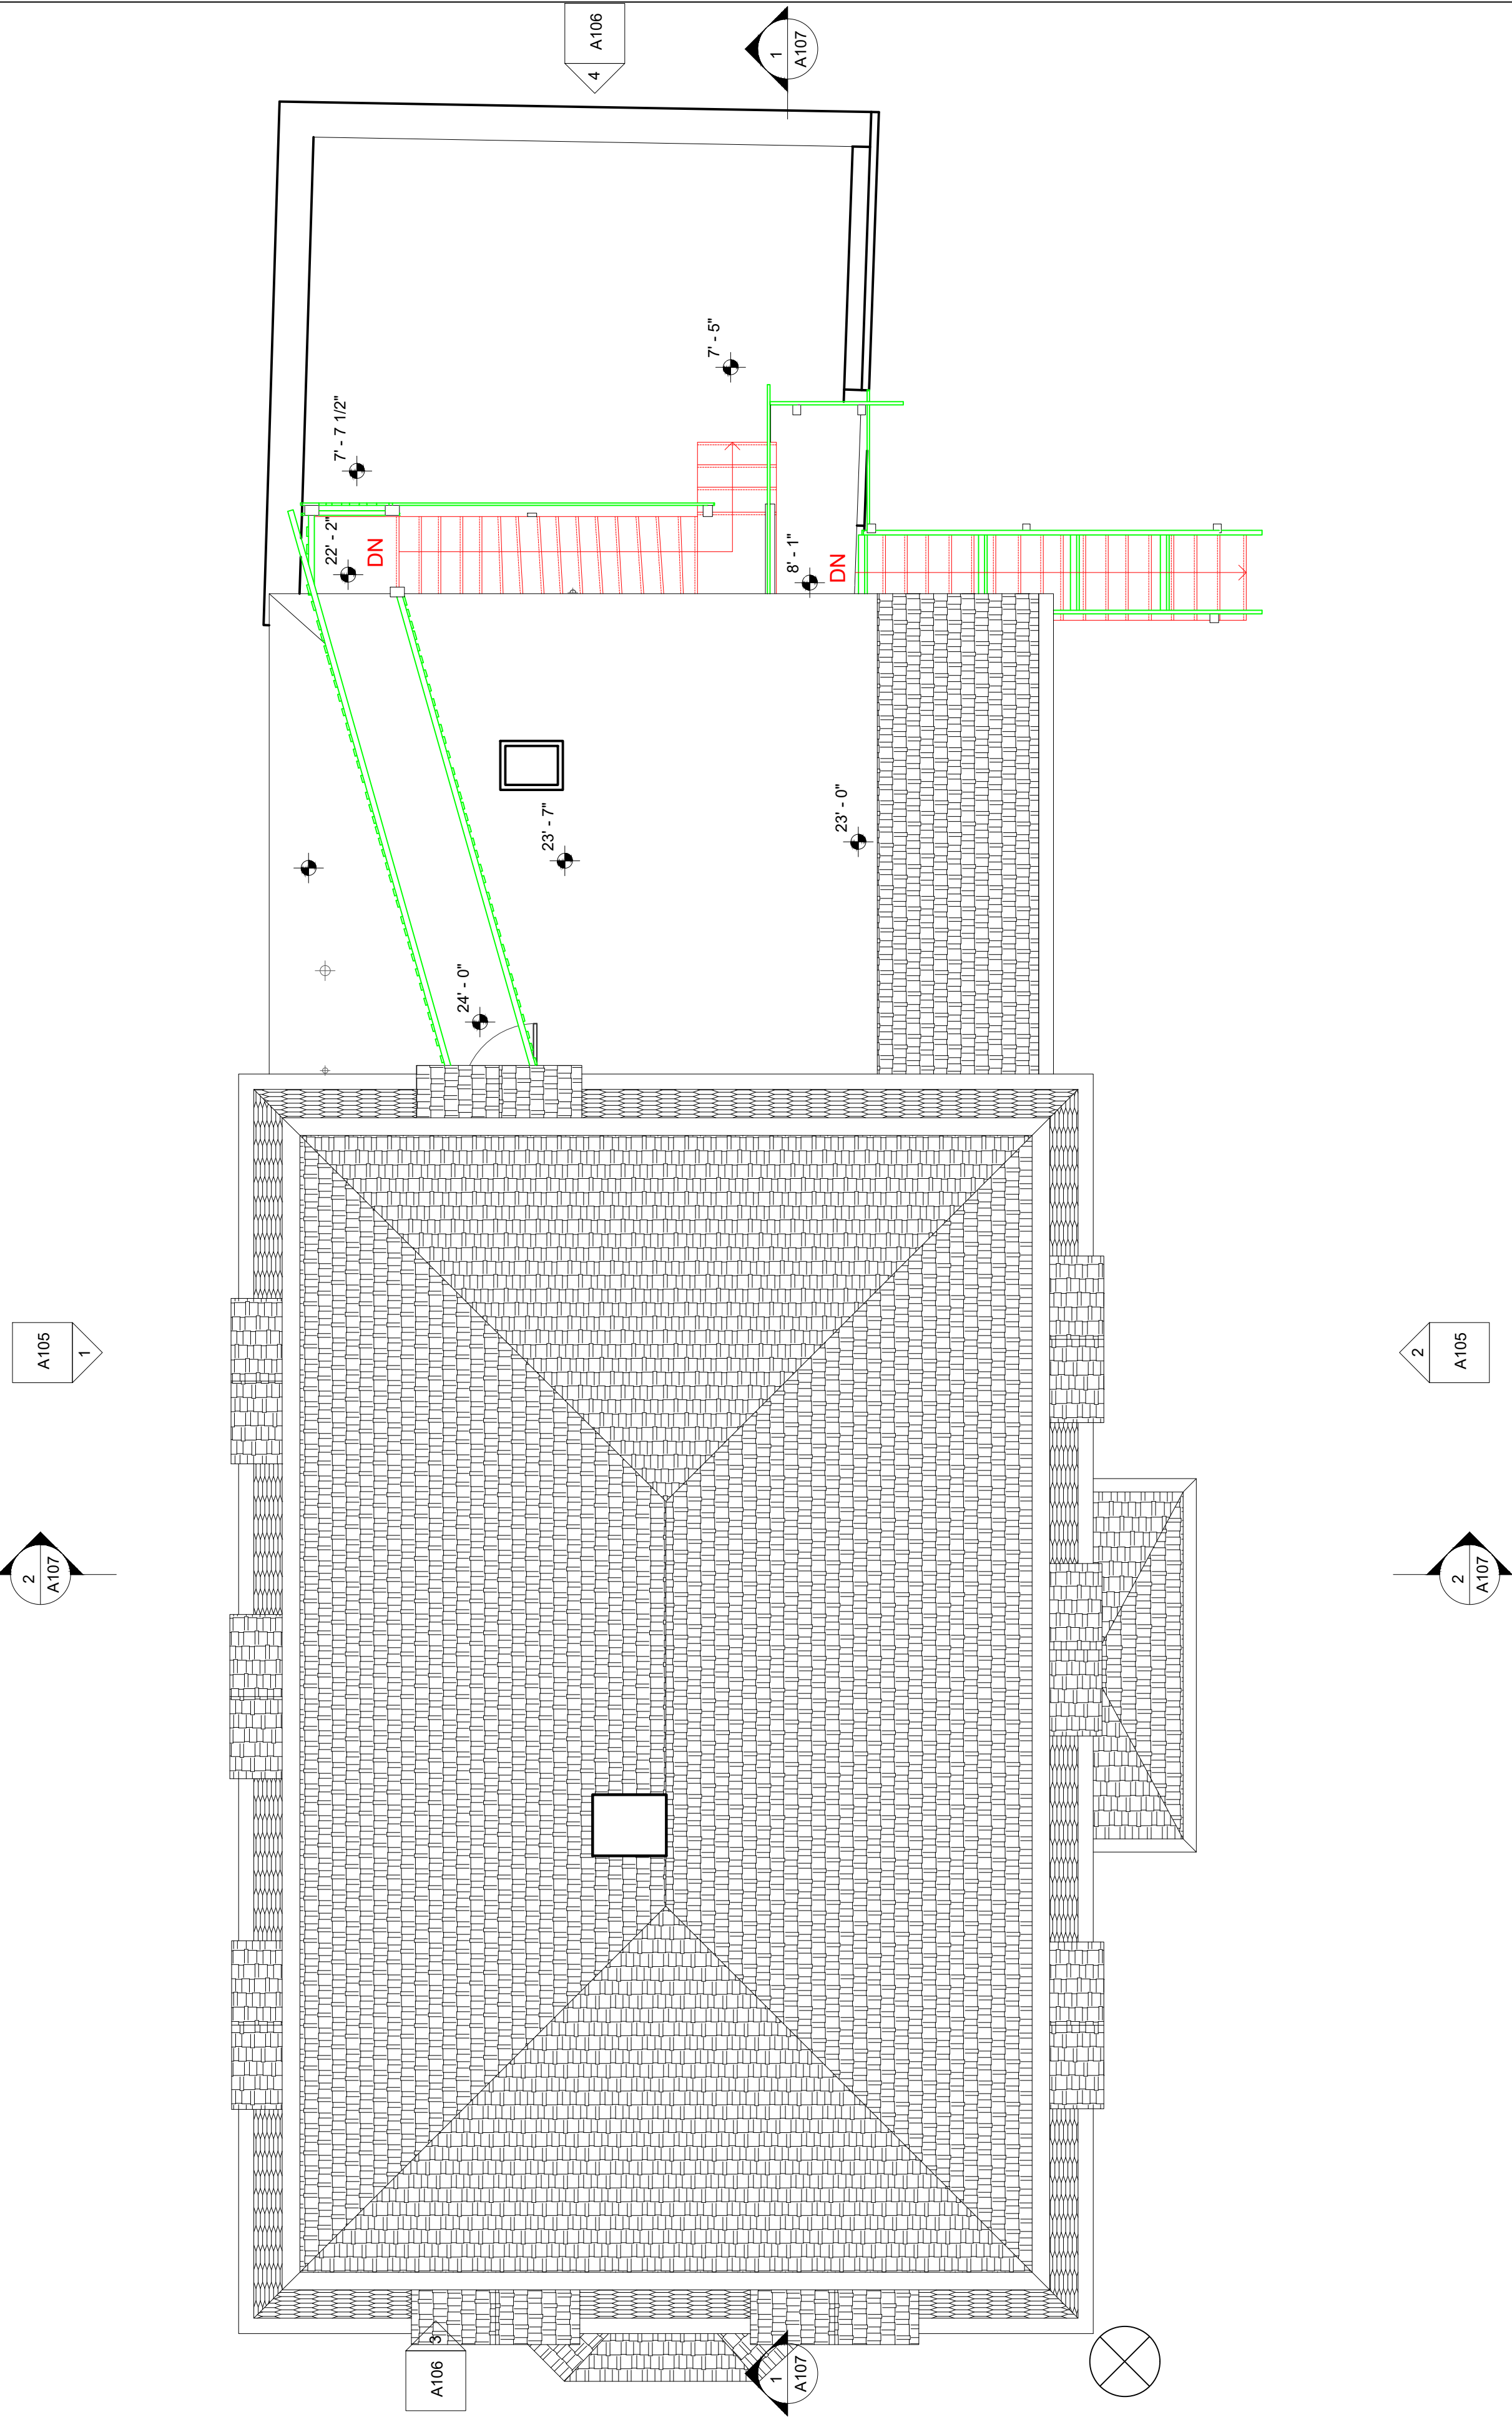 A106
4
1
A107
7' - 5"
7' - 7 1/2"
22' - 2"
DN
8' - 1"
DN
23' - 7"
23' - 0"
24' - 0"
A105
1
2
A105
2
A107
2
A107
3
A106
1
A107